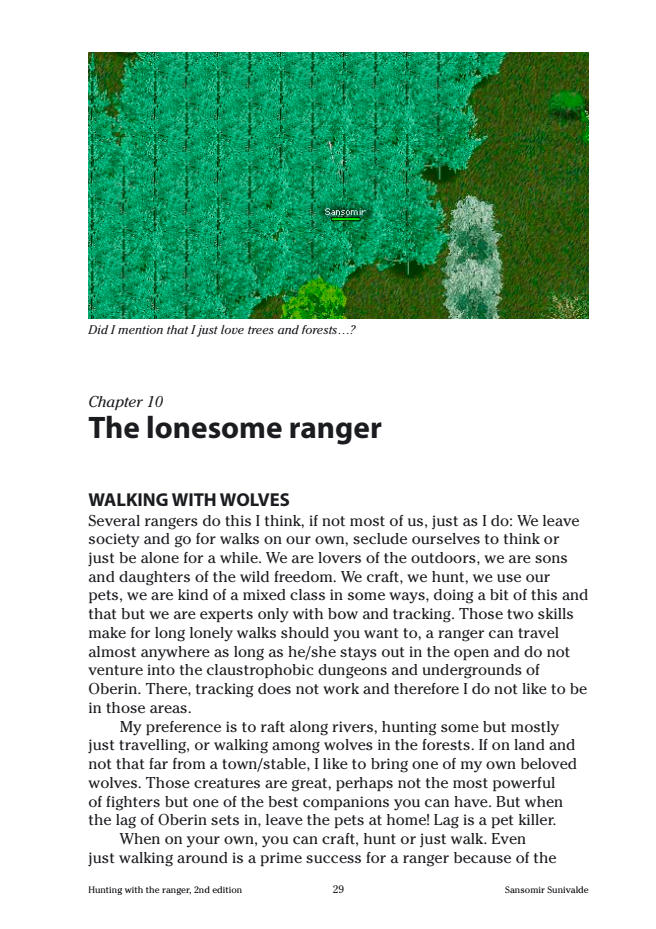 Sansomir
Did I mention that I just love trees and forests…?
Chapter 10
The lonesome ranger
WALKING WITH WOLVES
Several rangers do this I think, if not most of us, just as I do: We leave
society and go for walks on our own, seclude ourselves to think or
just be alone for a while. We are lovers of the outdoors, we are sons
and daughters of the wild freedom. We craft, we hunt, we use our
pets, we are kind of a mixed class in some ways, doing a bit of this and
that but we are experts only with bow and tracking. Those two skills
make for long lonely walks should you want to, a ranger can travel
almost anywhere as long as he/she stays out in the open and do not
venture into the claustrophobic dungeons and undergrounds of
Oberin. There, tracking does not work and therefore I do not like to be
in those areas.
My preference is to raft along rivers, hunting some but mostly
just travelling, or walking among wolves in the forests. If on land and
not that far from a town/stable, I like to bring one of my own beloved
wolves. Those creatures are great, perhaps not the most powerful
of fighters but one of the best companions you can have. But when
the lag of Oberin sets in, leave the pets at home! Lag is a pet killer.
When on your own, you can craft, hunt or just walk. Even
just walking around is a prime success for a ranger because of the
Hunting with the ranger, 2nd edition
29
Sansomir Sunivalde